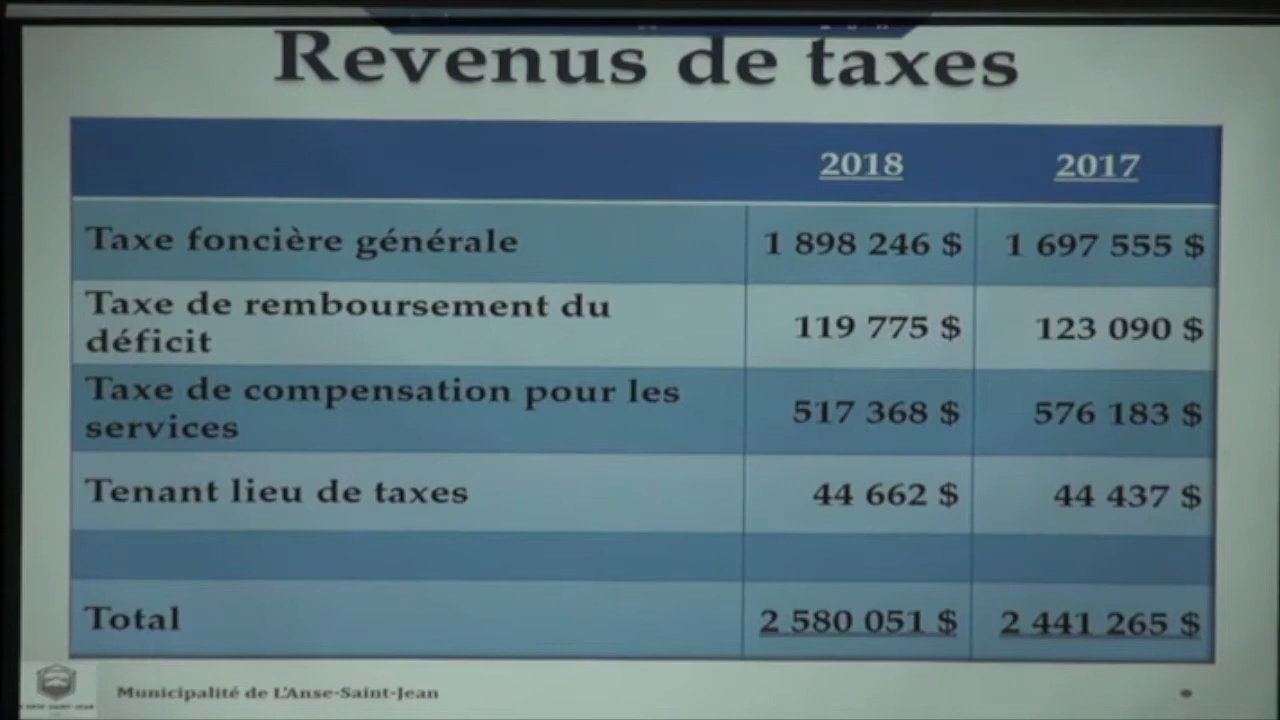 Revenus de taxes
2018 2017
Taxe foncière générale 1 898 246 $ 1 697 555 $
Taxe de remboursement du
déficit 119 775 $ 123 090 $
Taxe de compensation pour les
services 517 368 $ 576 183 $
Tenant lieu de taxes 44 662 $ 44 437 $
Total 2 580 051 $ 2 441 265 $
Municipalité de L'Anse-Saint-Jean